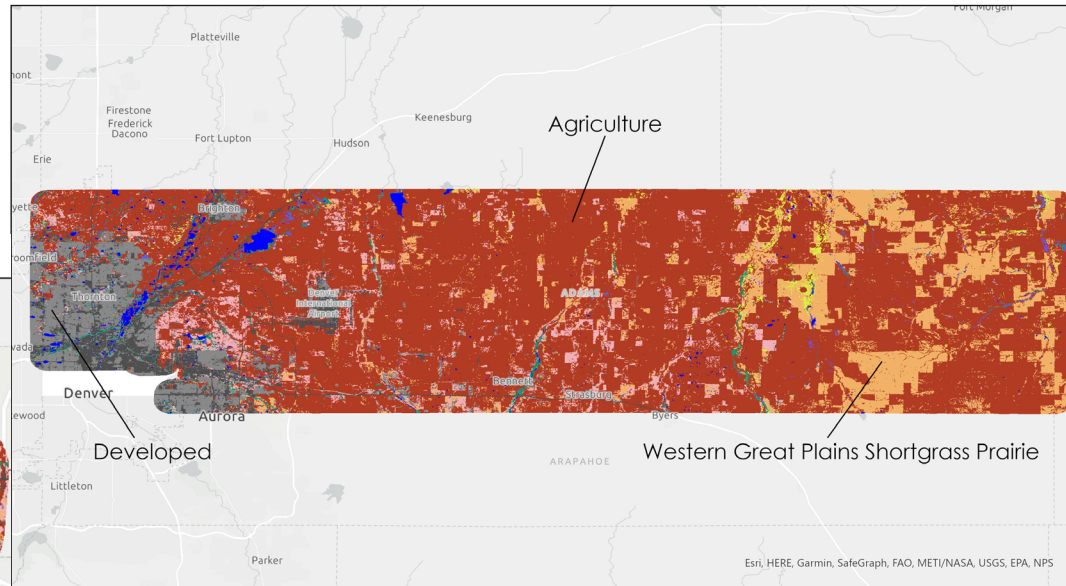 Fort Morgan
Platteville
mont
Firestone
Frederick
Dacono
Fort Lupton
Keenesburg
Hudson
Agriculture
Erie
yette
Brighton
roomfield
Thornton
Denver
International
Airport
ADAMS
vada
Bennett
Denver
Strasburg
lewood
Aurora
Byers
Developed
Western Great Plains Shortgrass Prairie
ARAPAHOE
Littleton
Parker
Esri, HERE, Garmin, SafeGraph, FAO, METI/NASA, USGS, EPA, NPS